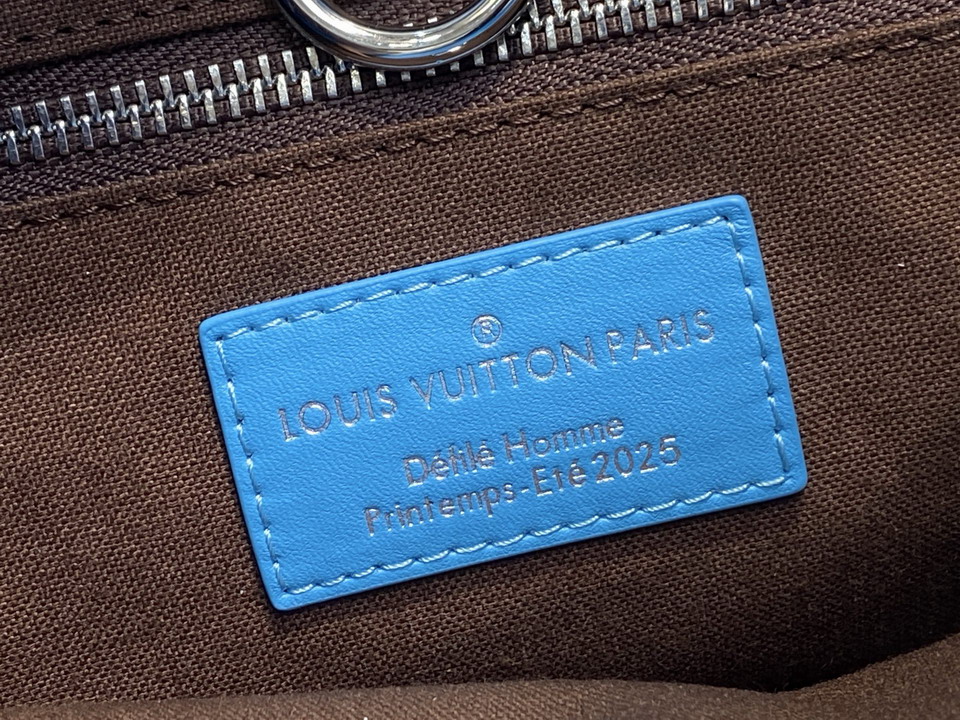 ®
LOUIS VUITTON PARIS
Défilé Homme
Printemps-Eté 2025